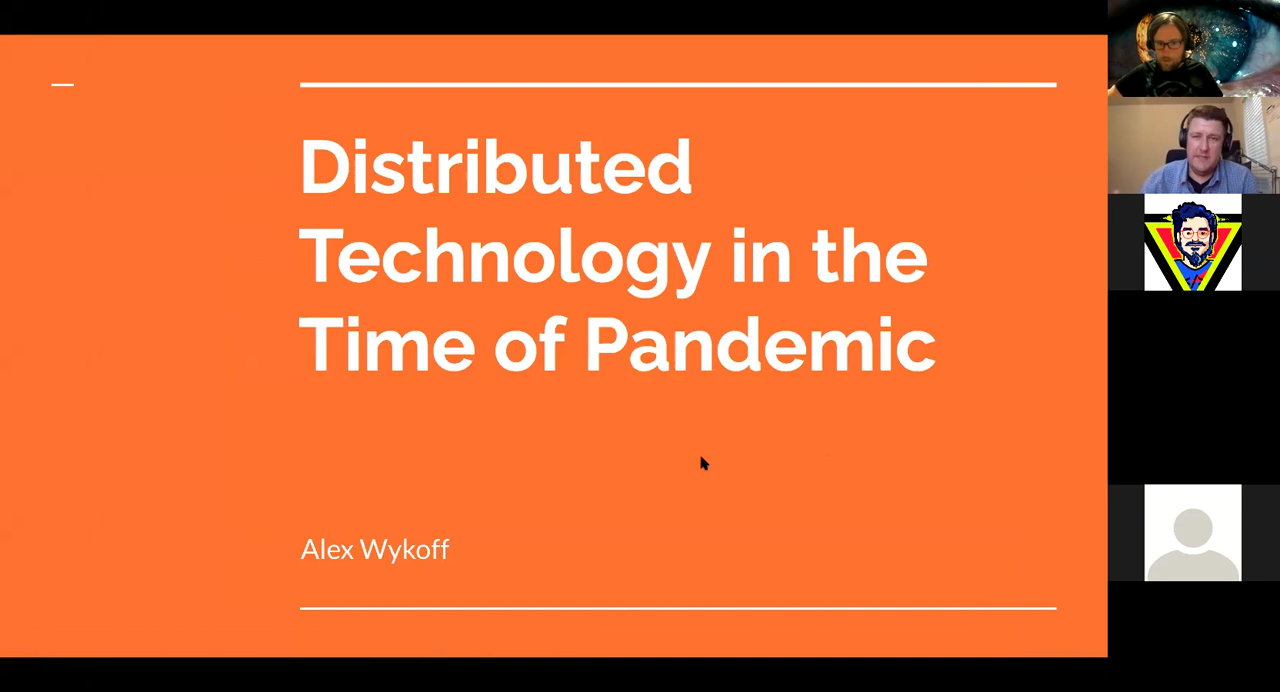 Distributed
Technology in the
Time of Pandemic
Alex Wykoff